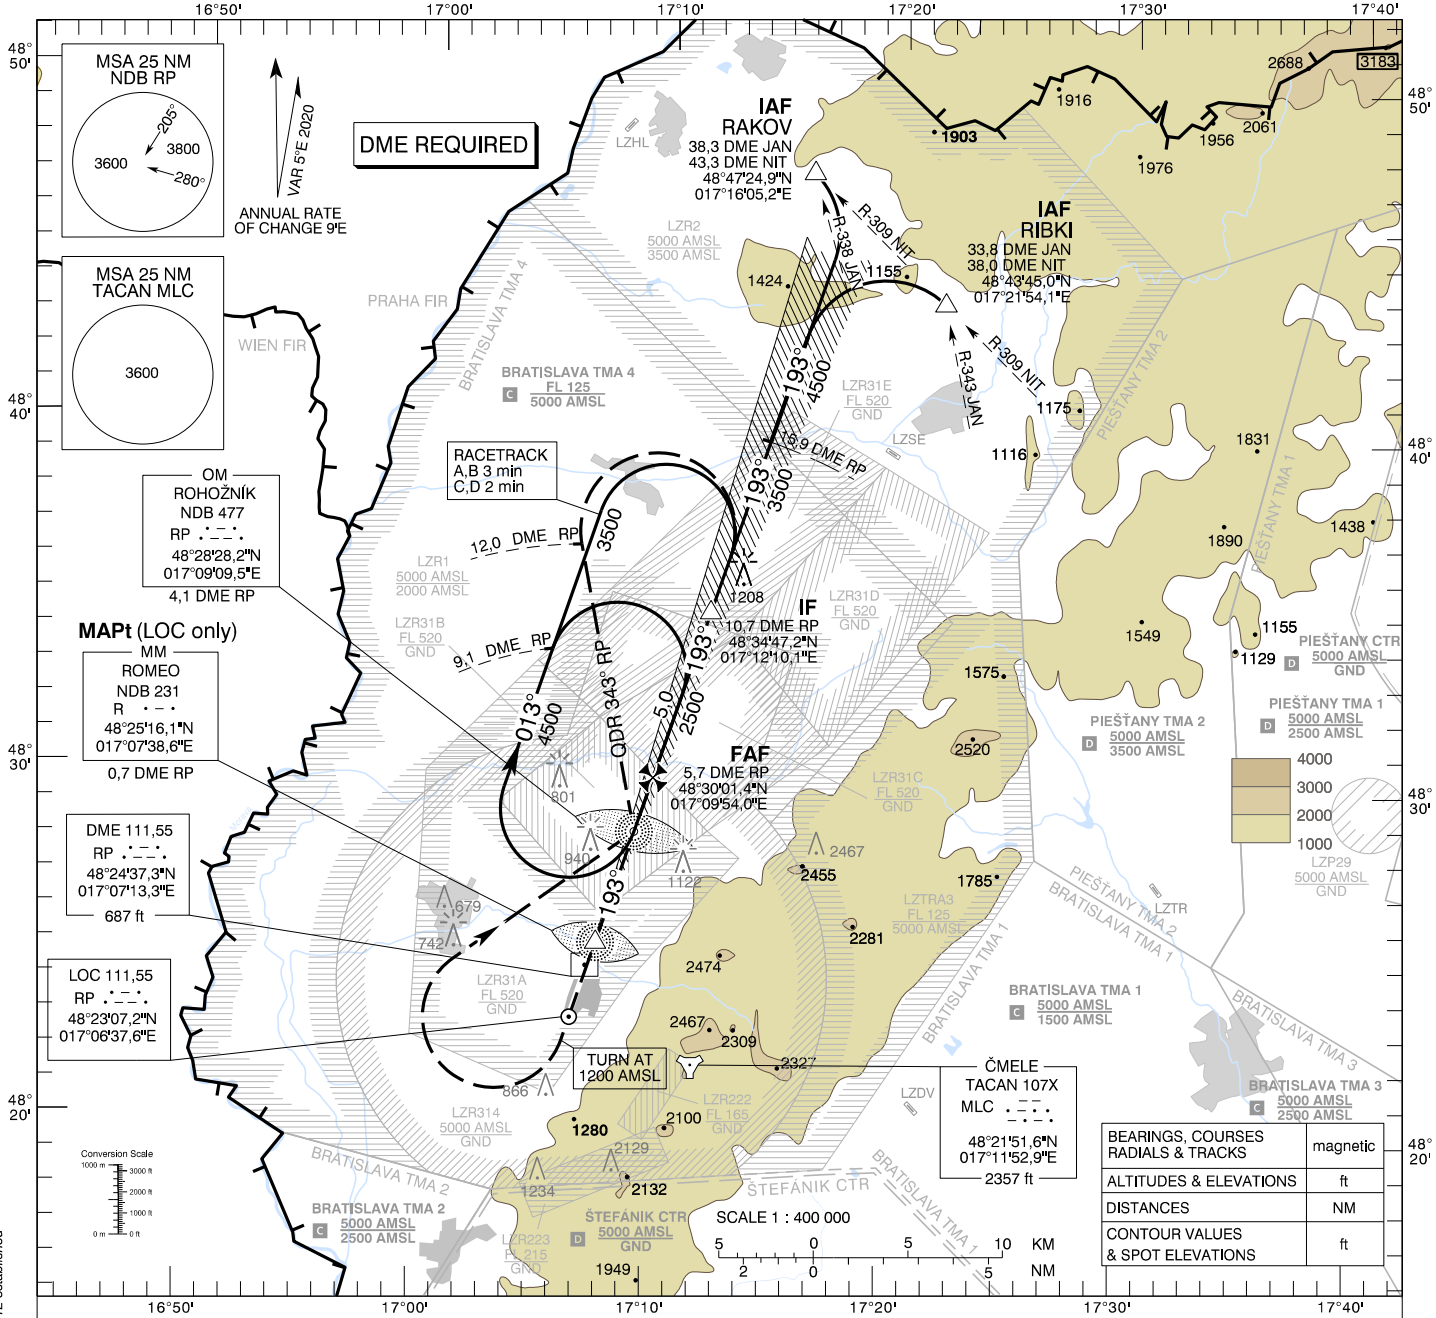 16°50'
17°00'
17°10'
17°20'
17°30'
17°40'
48°
50'
48°
50'
MSA 25 NM
NDB RP
205°
3600
3800
280°
VAR 5°E 2020
ANNUAL RATE
OF CHANGE 9'E
DME REQUIRED
MSA 25 NM
TACAN MLC
3600
LZHL
IAF
RAKOV
38,3 DME JAN
43,3 DME NIT
48°47'24,9"N
017°16'05,2"E
1903
1916
2688
3183
2061
1956
1976
LZR2
5000 AMSL
3500 AMSL
R-338 JAN
R-309 NIT
IAF
RIBKI
33,8 DME JAN
38,0 DME NIT
48°43'45,0"N
017°21'54,1"E
1424
1155
R-309 NIT
R-343 JAN
PRAHA FIR
WIEN FIR
BRATISLAVA TMA 4
BRATISLAVA TMA 4
C
FL 125
5000 AMSL
193°
4500
LZR31E
FL 520
GND
LZSE
PIEŠŤANY TMA 2
1175
1116
1831
1890
1438
PIEŠŤANY TMA 1
48°
40'
48°
40'
RACETRACK
A,B 3 min
C,D 2 min
15,9 DME RP
193°
3500
3500
12,0 DME RP
OM
ROHOŽNÍK
NDB 477
RP
48°28'28,2"N
017°09'09,5"E
4,1 DME RP
LZR1
5000 AMSL
2000 AMSL
LZR31B
FL 520
GND
9,1 DME RP
1208
IF
10,7 DME RP
48°34'47,2"N
017°12'10,1"E
LZR31D
FL 520
GND
1549
1155
1129
PIEŠŤANY CTR
D
5000 AMSL
GND
MAPt (LOC only)
MM
ROMEO
NDB 231
R
48°25'16,1"N
017°07'38,6"E
0,7 DME RP
013°
4500
QDR 343° RP
193°
5,0
2500
1575
2520
PIEŠŤANY TMA 2
D
5000 AMSL
3500 AMSL
PIEŠŤANY TMA 1
D
5000 AMSL
2500 AMSL
48°
30'
48°
30'
801
FAF
5,7 DME RP
48°30'01,4"N
017°09'54,0"E
LZR31C
FL 520
GND
4000
3000
2000
1000
LZP29
5000 AMSL
GND
DME 111,55
RP
48°24'37,3"N
017°07'13,3"E
687 ft
940
1122
2467
2455
1785
193°
679
742
LZTRA3
FL 125
5000 AMSL
2281
LZTR
PIEŠŤANY TMA 2
BRATISLAVA TMA 1
LOC 111,55
RP
48°23'07,2"N
017°06'37,6"E
LZR31A
FL 520
GND
2474
2467
2309
2327
BRATISLAVA TMA 1
BRATISLAVA TMA 1
C
5000 AMSL
1500 AMSL
BRATISLAVA TMA 3
TURN AT
1200 AMSL
866
ČMELE
TACAN 107X
MLC
48°21'51,6"N
017°11'52,9"E
2357 ft
LZDV
BRATISLAVA TMA 3
C
5000 AMSL
2500 AMSL
48°
20'
48°
20'
LZR314
5000 AMSL
GND
1280
2100
LZR222
FL 165
GND
2129
1234
2132
BRATISLAVA TMA 2
ŠTEFÁNIK CTR
BRATISLAVA TMA 1
Conversion Scale
1000 m
3000 ft
2000 ft
1000 ft
0 m
0 ft
BRATISLAVA TMA 2
C
5000 AMSL
2500 AMSL
LZR223
FL 215
GND
ŠTEFÁNIK CTR
D
5000 AMSL
GND
1949
SCALE 1 : 400 000
5 0 5 10 KM
2 0 5 NM
BEARINGS, COURSES
RADIALS & TRACKS
magnetic
ALTITUDES & ELEVATIONS
ft
DISTANCES
NM
CONTOUR VALUES
& SPOT ELEVATIONS
ft
16°50'
17°00'
17°10'
17°20'
17°30'
17°40'